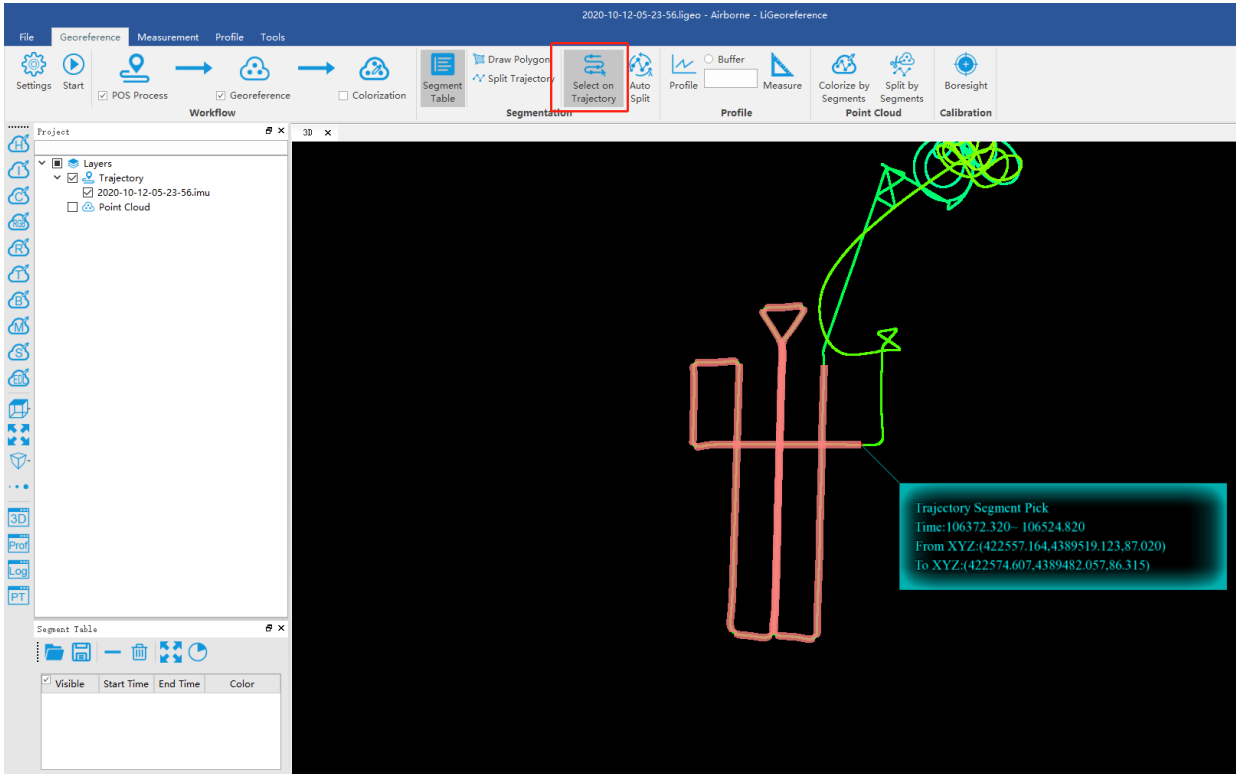 2020-10-12-05-23-56.ligeo - Airborne - LiGeoreference
File Georeference Measurement Profile Tools
Settings
Start
POS Process
Georeference
Colorization
Workflow
Segment
Table
Draw Polygon
Split Trajectory
Select on
Trajectory
Auto
Split
Segmentation
Profile
Buffer
Measure
Profile
Colorize by
Segments
Split by
Segments
Point Cloud
Boresight
Calibration
Project
3D
Layers
Trajectory
2020-10-12-05-23-56.imu
Point Cloud
H
I
C
RGB
R
T
B
M
S
EDL
3D
Prof
Log
PT
Trajectory Segment Pick
Time:106372.320~ 106524.820
From XYZ:(422557.164,4389519.123,87.020)
To XYZ:(422574.607,4389482.057,86.315)
Segment Table
Visible Start Time End Time Color